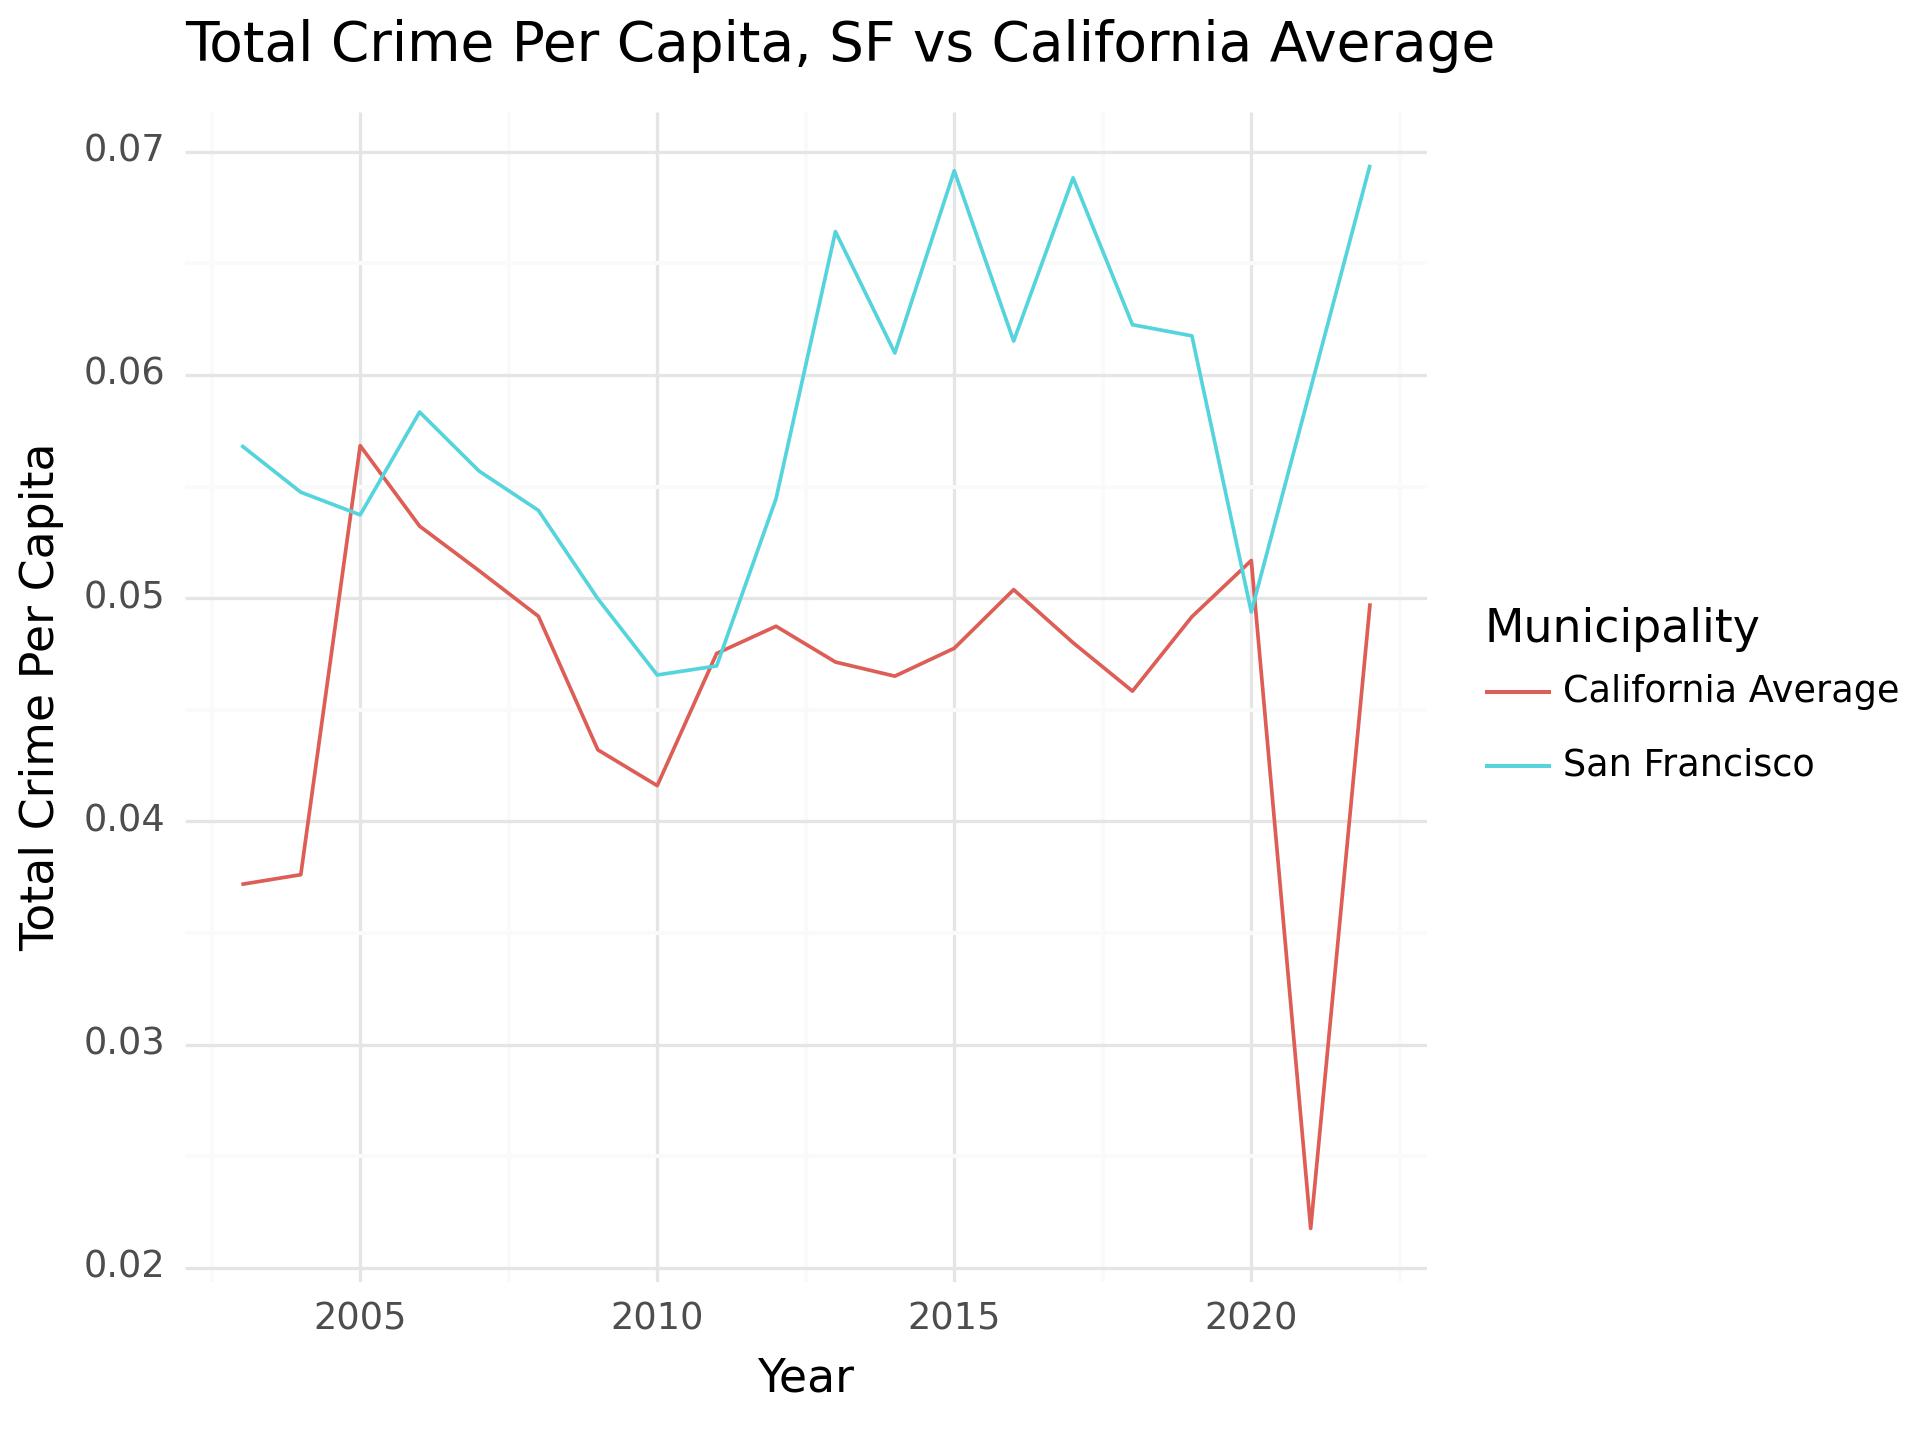 Total Crime Per Capita, SF vs California Average
0.07
0.06
0.05
0.04
0.03
0.02
Total Crime Per Capita
2005 2010 2015 2020
Year
Municipality
California Average
San Francisco